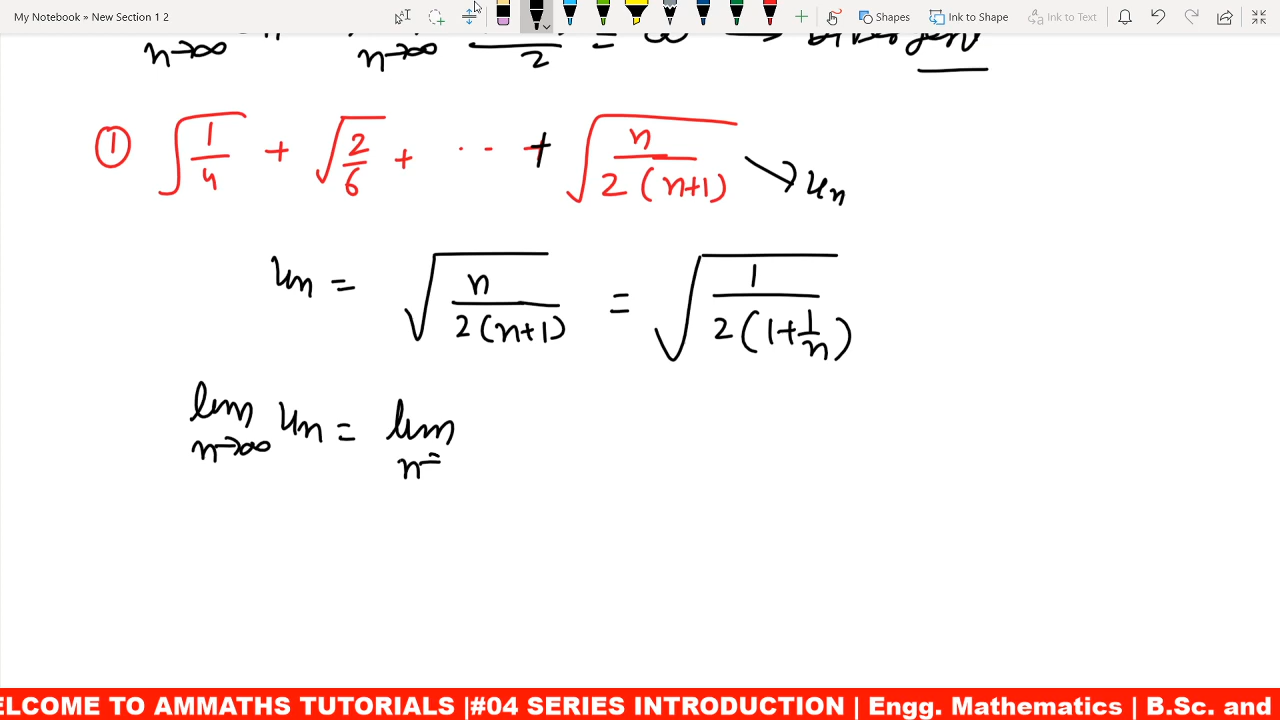 My Notebook » New Section 1 2
Shapes Ink to Shape Ink to Text
n→∞ n→∞ 2 = ∞ →
① √(1/4) + √(2/6) + ··· + √(n/(2(n+1))) → un
un = √(n/(2(n+1))) = √(1/(2(1+1/n)))
lim n→∞ un = lim n=
ELCOME TO AMMATHS TUTORIALS |#04 SERIES INTRODUCTION | Engg. Mathematics | B.Sc. and